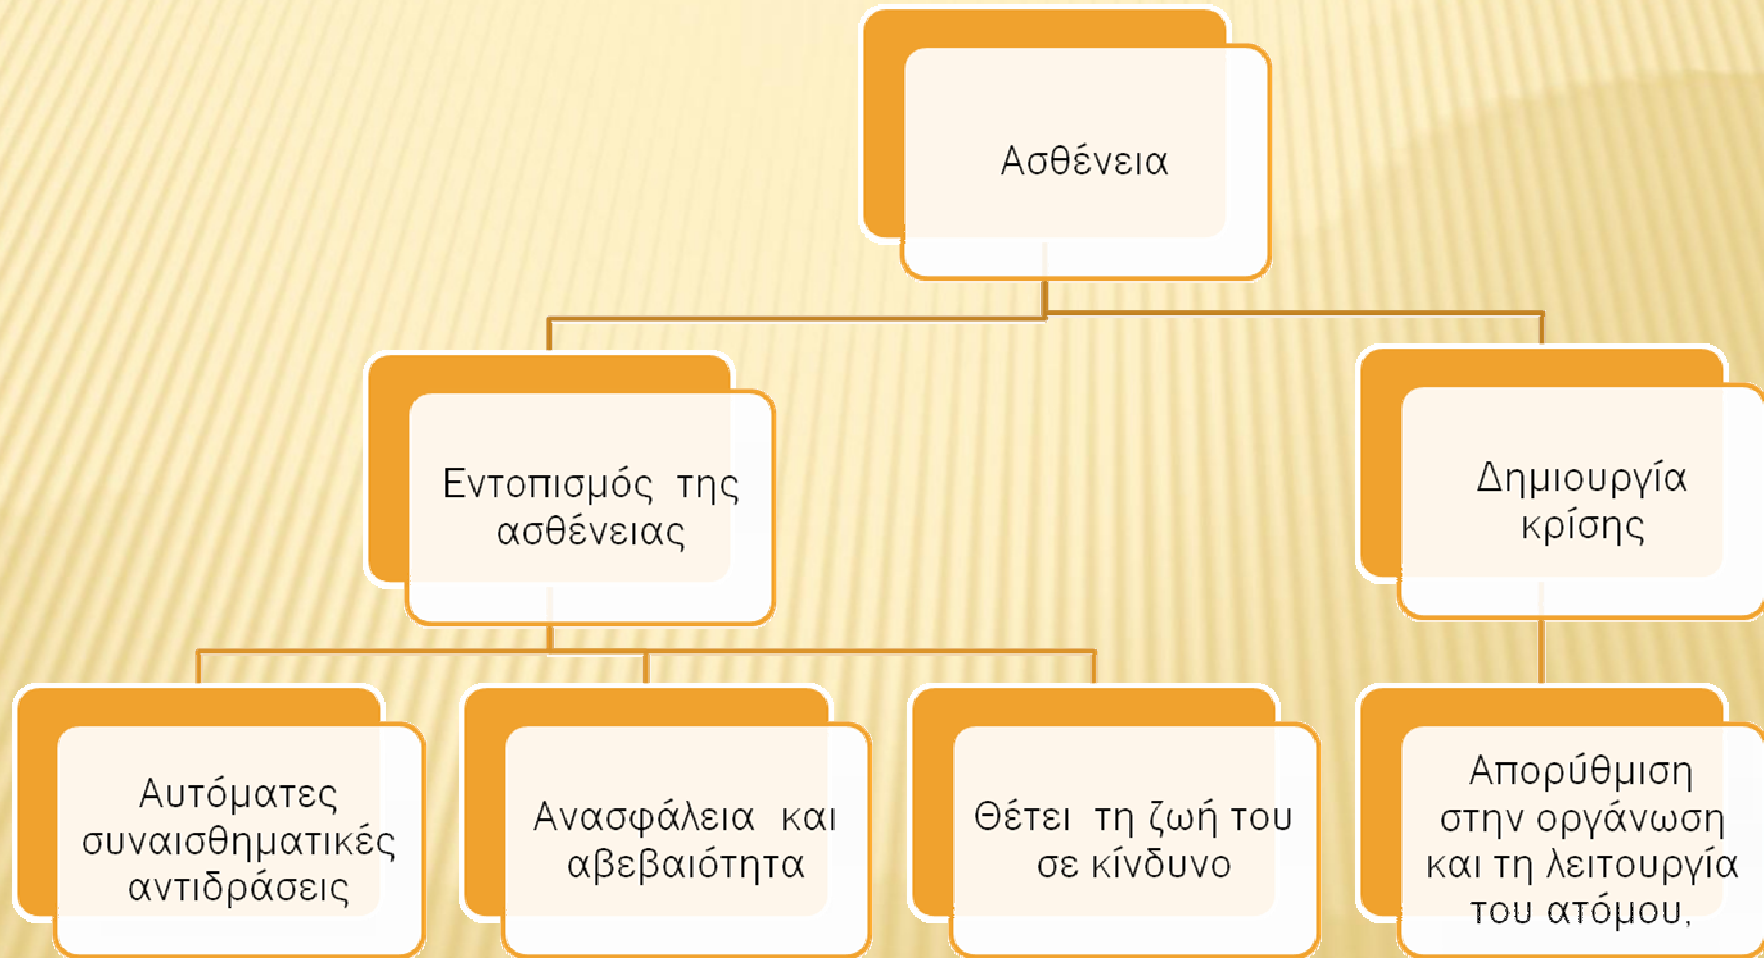 Ασθένεια
Εντοπισμός της
ασθένειας
Δημιουργία
κρίσης
Αυτόματες
συναισθηματικές
αντιδράσεις
Ανασφάλεια και
αβεβαιότητα
Θέτει τη ζωή του
σε κίνδυνο
Απορύθμιση
στην οργάνωση
και τη λειτουργία
του ατόμου,